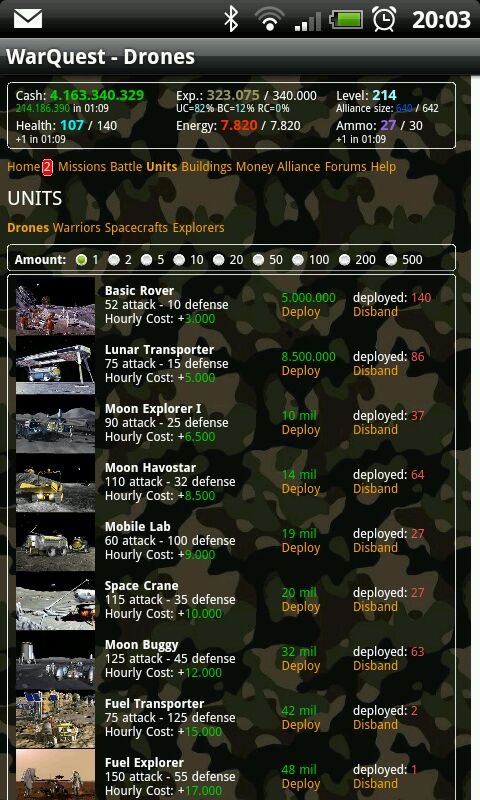 20:03
WarQuest - Drones
Cash: 4.163.340.329 Exp.: 323.075 / 340.000 Level: 214
214.186.390 in 01:09 UC=82% BC=12% RC=0% Alliance size: 640 / 642
Health: 107 / 140 Energy: 7.820 / 7.820 Ammo: 27 / 30
+1 in 01:09 +1 in 01:09
Home 2 Missions Battle Units Buildings Money Alliance Forums Help
UNITS
Drones Warriors Spacecrafts Explorers
Amount: 1 2 5 10 20 50 100 200 500
Basic Rover
52 attack - 10 defense 5.000.000 deployed: 140
Hourly Cost: +3.000 Deploy Disband
Lunar Transporter
75 attack - 15 defense 8.500.000 deployed: 86
Hourly Cost: +5.000 Deploy Disband
Moon Explorer I
90 attack - 25 defense 10 mil deployed: 37
Hourly Cost: +6.500 Deploy Disband
Moon Havostar
110 attack - 32 defense 14 mil deployed: 64
Hourly Cost: +8.500 Deploy Disband
Mobile Lab
60 attack - 100 defense 19 mil deployed: 27
Hourly Cost: +9.000 Deploy Disband
Space Crane
115 attack - 35 defense 20 mil deployed: 27
Hourly Cost: +10.000 Deploy Disband
Moon Buggy
125 attack - 45 defense 32 mil deployed: 63
Hourly Cost: +12.000 Deploy Disband
Fuel Transporter
75 attack - 125 defense 42 mil deployed: 2
Hourly Cost: +15.000 Deploy Disband
Fuel Explorer
150 attack - 55 defense 48 mil deployed: 1
Hourly Cost: +17.000 Deploy Disband